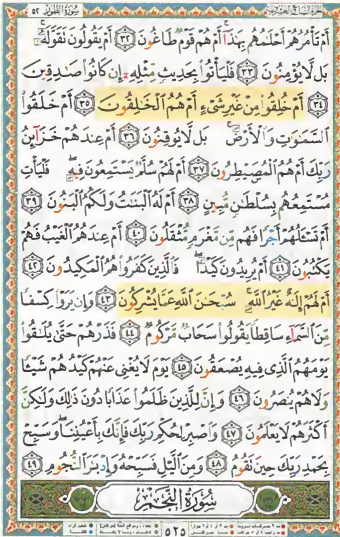 سُورَةُ الطُّورِ ٥٢
أَمْ تَأْمُرُهُمْ أَحْلَٰمُهُم بِهَٰذَآ أَمْ هُمْ قَوْمٌ طَاغُونَ ٣٢ أَمْ يَقُولُونَ تَقَوَّلَهُۥ
بَل لَّا يُؤْمِنُونَ ٣٣ فَلْيَأْتُوا۟ بِحَدِيثٍ مِّثْلِهِۦٓ إِن كَانُوا۟ صَٰدِقِينَ
٣٤ أَمْ خُلِقُوا۟ مِنْ غَيْرِ شَىْءٍ أَمْ هُمُ ٱلْخَٰلِقُونَ ٣٥ أَمْ خَلَقُوا۟
ٱلسَّمَٰوَٰتِ وَٱلْأَرْضَ بَل لَّا يُوقِنُونَ ٣٦ أَمْ عِندَهُمْ خَزَآئِنُ
رَبِّكَ أَمْ هُمُ ٱلْمُصَۣيْطِرُونَ ٣٧ أَمْ لَهُمْ سُلَّمٌ يَسْتَمِعُونَ فِيهِ فَلْيَأْتِ
مُسْتَمِعُهُم بِسُلْطَٰنٍ مُّبِينٍ ٣٨ أَمْ لَهُ ٱلْبَنَٰتُ وَلَكُمُ ٱلْبَنُونَ ٣٩
أَمْ تَسْـَٔلُهُمْ أَجْرًا فَهُم مِّن مَّغْرَمٍ مُّثْقَلُونَ ٤٠ أَمْ عِندَهُمُ ٱلْغَيْبُ فَهُمْ
يَكْتُبُونَ ٤١ أَمْ يُرِيدُونَ كَيْدًا فَٱلَّذِينَ كَفَرُوا۟ هُمُ ٱلْمَكِيدُونَ ٤٢
أَمْ لَهُمْ إِلَٰهٌ غَيْرُ ٱللَّهِ سُبْحَٰنَ ٱللَّهِ عَمَّا يُشْرِكُونَ ٤٣ وَإِن يَرَوْا۟ كِسْفًا
مِّنَ ٱلسَّمَآءِ سَاقِطًا يَقُولُوا۟ سَحَابٌ مَّرْكُومٌ ٤٤ فَذَرْهُمْ حَتَّىٰ يُلَٰقُوا۟
يَوْمَهُمُ ٱلَّذِى فِيهِ يُصْعَقُونَ ٤٥ يَوْمَ لَا يُغْنِى عَنْهُمْ كَيْدُهُمْ شَيْـًٔا
وَلَا هُمْ يُنصَرُونَ ٤٦ وَإِنَّ لِلَّذِينَ ظَلَمُوا۟ عَذَابًا دُونَ ذَٰلِكَ وَلَٰكِنَّ
أَكْثَرَهُمْ لَا يَعْلَمُونَ ٤٧ وَٱصْبِرْ لِحُكْمِ رَبِّكَ فَإِنَّكَ بِأَعْيُنِنَا وَسَبِّحْ
بِحَمْدِ رَبِّكَ حِينَ تَقُومُ ٤٨ وَمِنَ ٱلَّيْلِ فَسَبِّحْهُ وَإِدْبَٰرَ ٱلنُّجُومِ ٤٩
سُورَةُ النَّجْمِ
٥٢٥